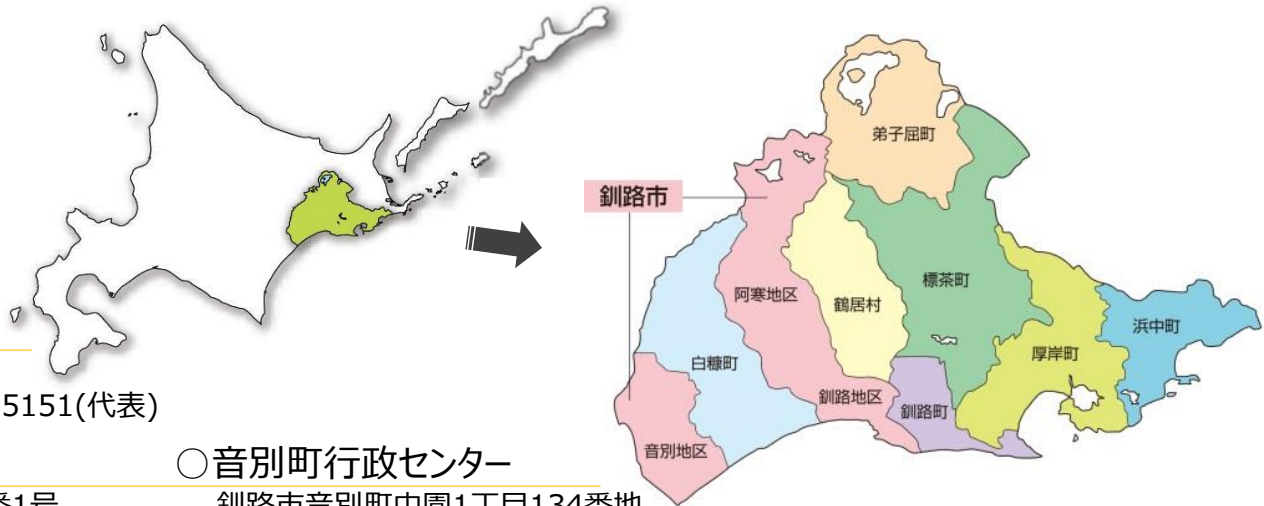 弟子屈町
釧路市
標茶町
阿寒地区
鶴居村
浜中町
厚岸町
白糠町
釧路地区
釧路町
音別地区
5151(代表)
○音別町行政センター
番1号
釧路市音別町中園1丁目134番地